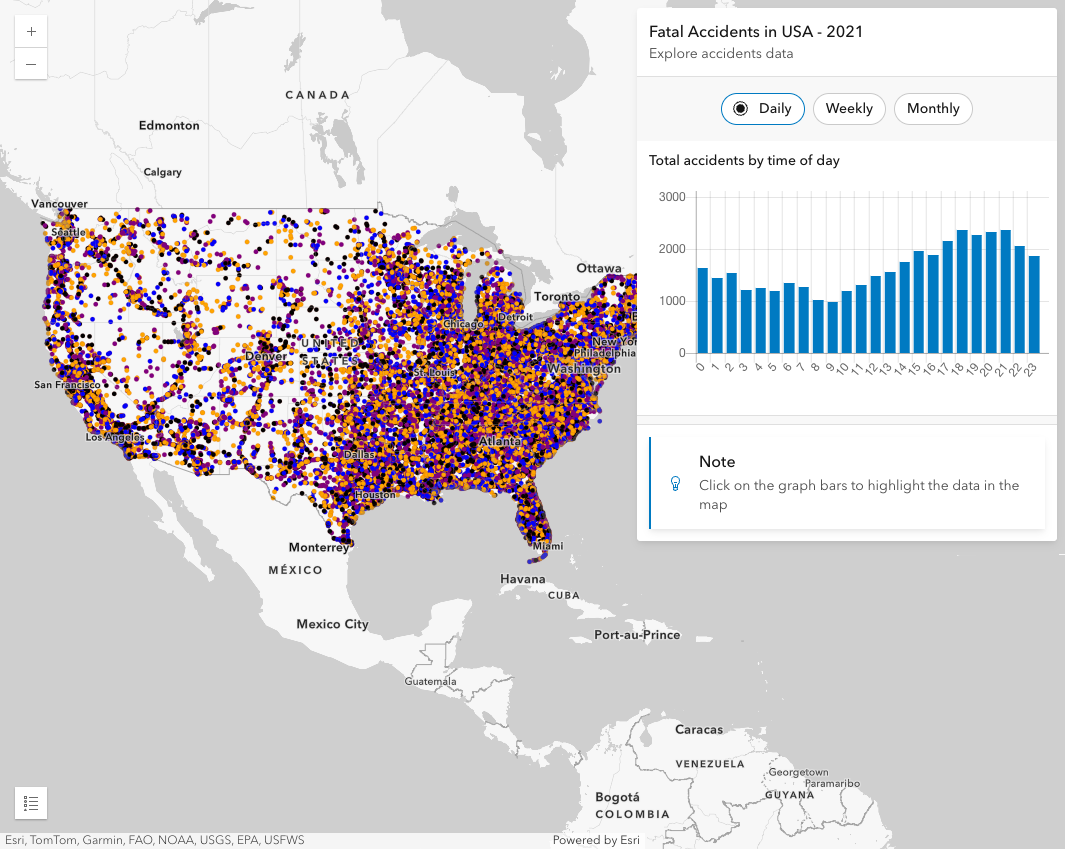 +
−
Fatal Accidents in USA - 2021
Explore accidents data
Daily
Weekly
Monthly
Total accidents by time of day
3000
2000
1000
0
0 1 2 3 4 5 6 7 8 9 10 11 12 13 14 15 16 17 18 19 20 21 22 23
Note
Click on the graph bars to highlight the data in the
map
CANADA
Edmonton
Calgary
Vancouver
Seattle
Ottawa
Toronto
Detroit
Chicago
New Yor
Philadelphia
Washington
UNITED
STATES
Denver
St. Louis
San Francisco
Los Angeles
Atlanta
Dallas
Houston
Miami
Monterrey
MÉXICO
Havana
CUBA
Mexico City
Port-au-Prince
Guatemala
Caracas
VENEZUELA
Georgetown
Paramaribo
GUYANA
Bogotá
COLOMBIA
Esri, TomTom, Garmin, FAO, NOAA, USGS, EPA, USFWS
Powered by Esri